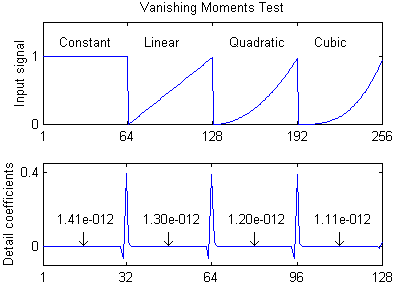 Vanishing Moments Test
Input signal
1
0
Constant Linear Quadratic Cubic
1 64 128 192 256
Detail coefficients
0.4
0
1.41e-012 1.30e-012 1.20e-012 1.11e-012
1 32 64 96 128